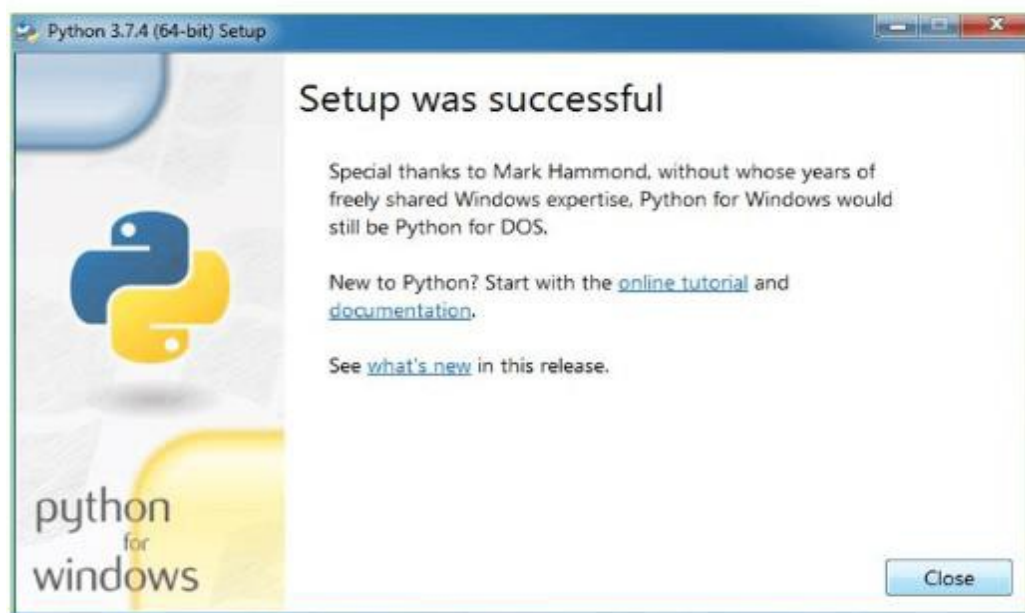 Python 3.7.4 (64-bit) Setup
Setup was successful
Special thanks to Mark Hammond, without whose years of
freely shared Windows expertise, Python for Windows would
still be Python for DOS.
New to Python? Start with the online tutorial and
documentation.
See what's new in this release.
python
for
windows
Close